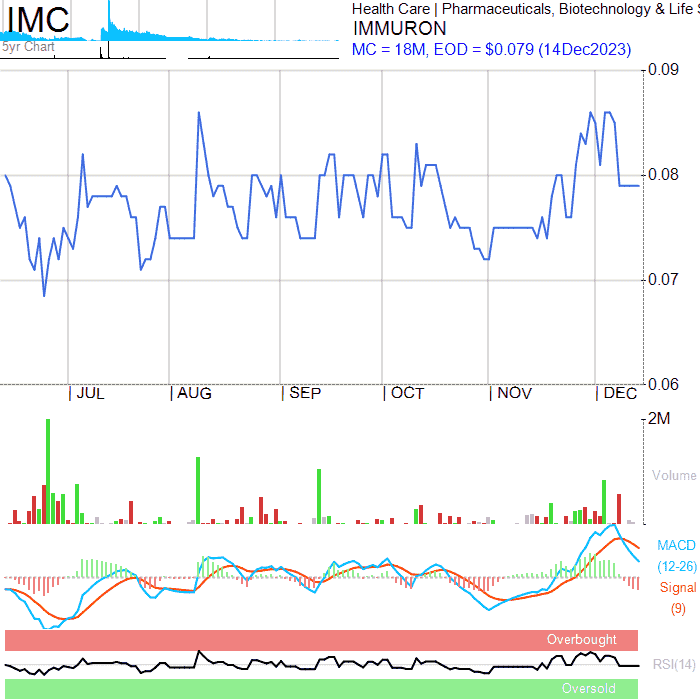 IMC
5yr Chart
Health Care | Pharmaceuticals, Biotechnology & Life S
IMMURON
MC = 18M, EOD = $0.079 (14Dec2023)
0.09
0.08
0.07
0.06
| JUL | AUG | SEP | OCT | NOV | DEC
2M
Volume
MACD
(12-26)
Signal
(9)
Overbought
RSI(14)
Oversold